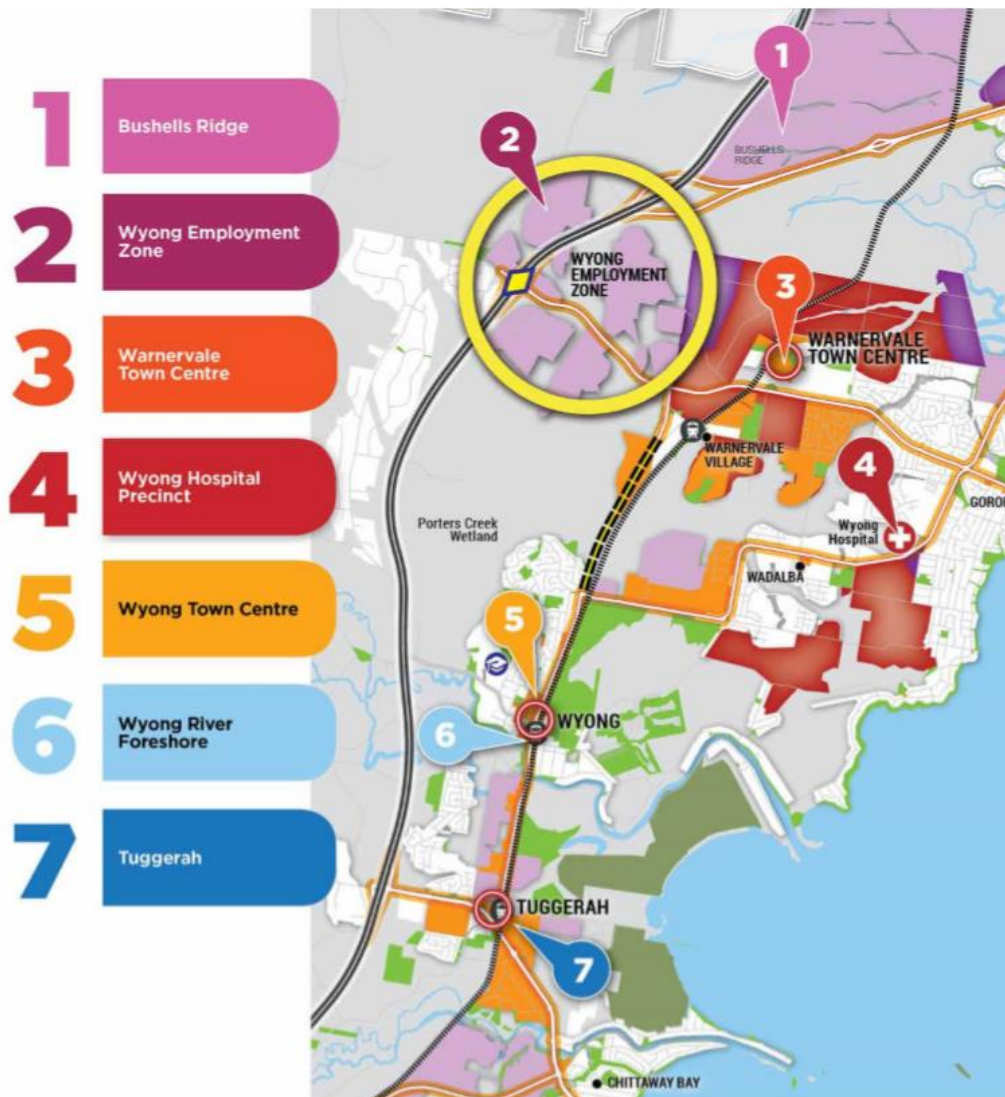 1
Bushells Ridge
2
Wyong Employment
Zone
3
Warnervale
Town Centre
4
Wyong Hospital
Precinct
5
Wyong Town Centre
6
Wyong River
Foreshore
7
Tuggerah
1
BUSHELLS
RIDGE
2
WYONG
EMPLOYMENT
ZONE
3
WARNERVALE
TOWN CENTRE
WARNERVALE
VILLAGE
4
Wyong
Hospital
GOROK
Porters Creek
Wetland
WADALBA
5
WYONG
6
TUGGERAH
7
CHITTAWAY BAY